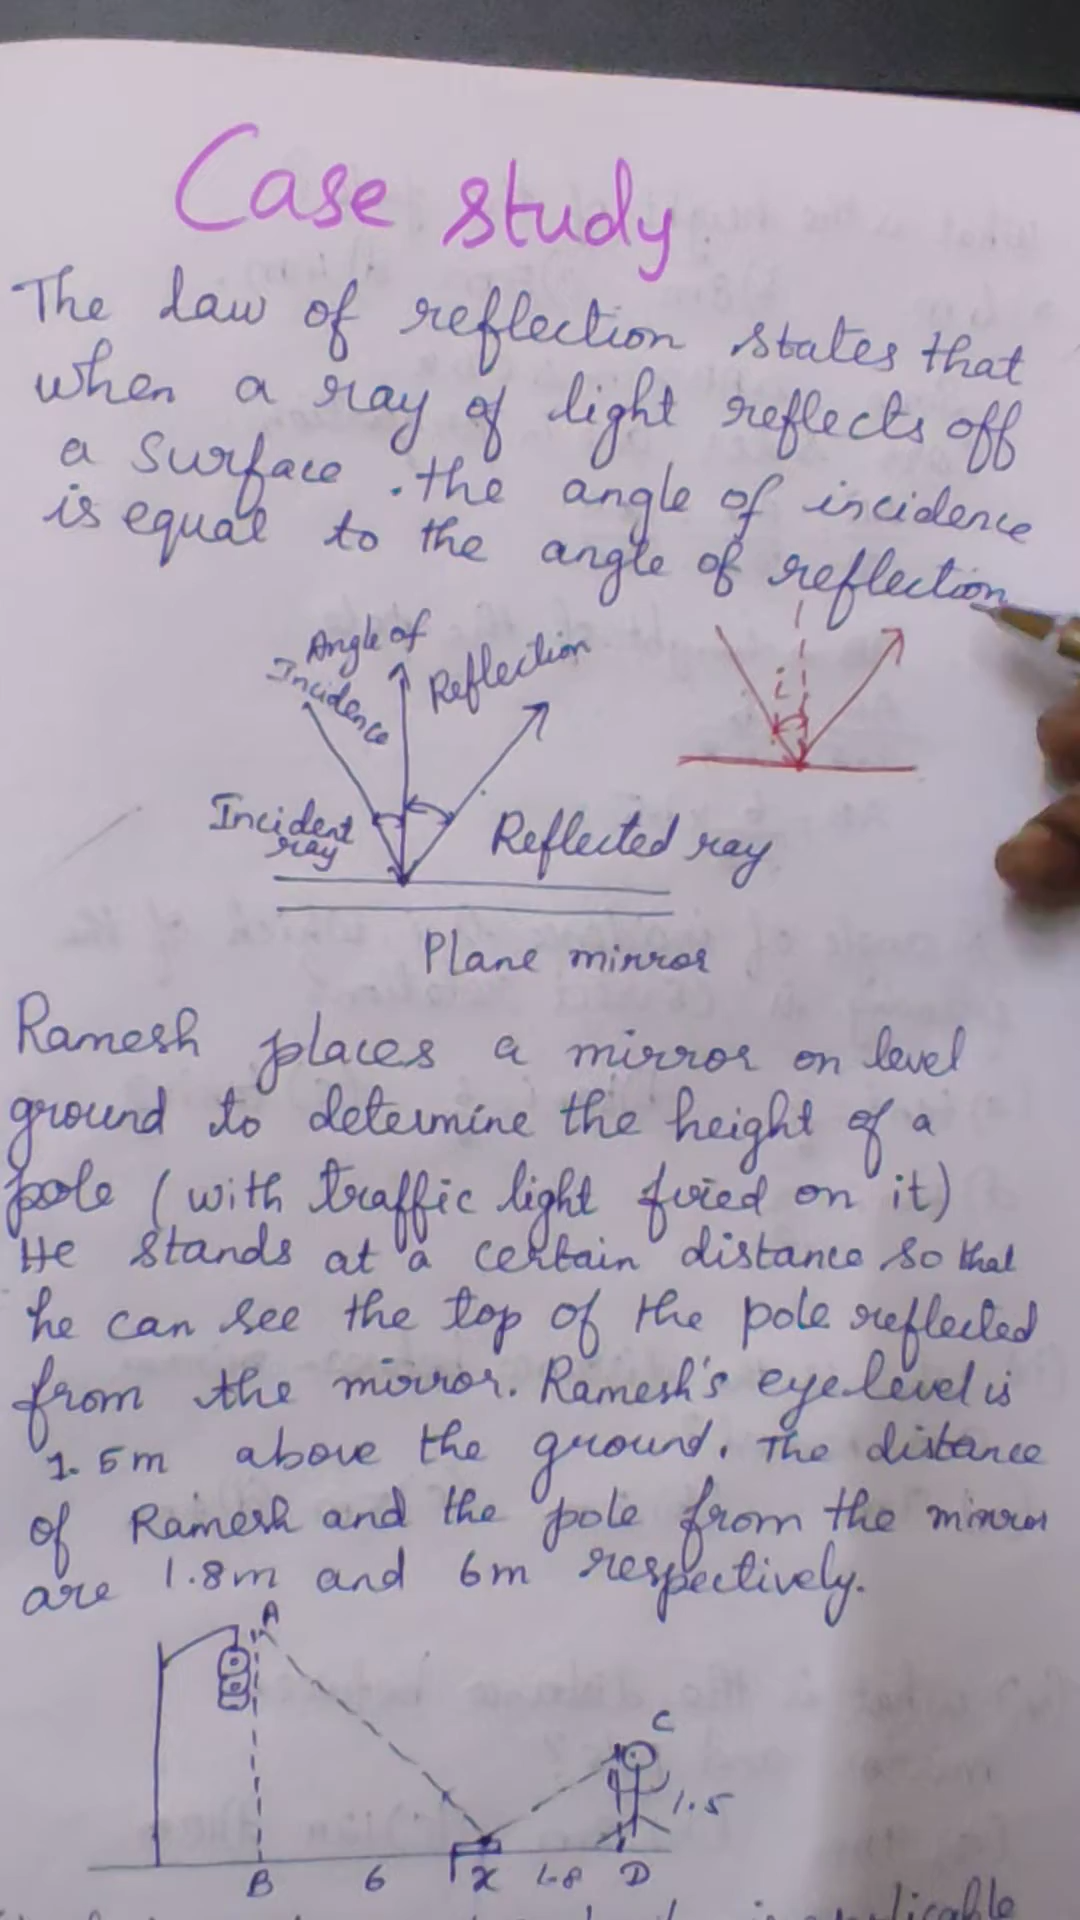 Case study
The law of reflection states that
when a ray of light reflects off
a surface. the angle of incidence
is equal to the angle of reflection
Angle of
Incidence
Reflection
i
Incident
ray
Reflected ray
Plane mirror
Ramesh places a mirror on level
ground to determine the height of a
pole (with traffic light fixed on it)
He stands at a certain distance so that
he can see the top of the pole reflected
from the mirror. Ramesh's eye level is
1.5m above the ground. The distance
of Ramesh and the pole from the mirror
are 1.8m and 6m respectively.
A
C
1.5
B 6 X 1.8 D